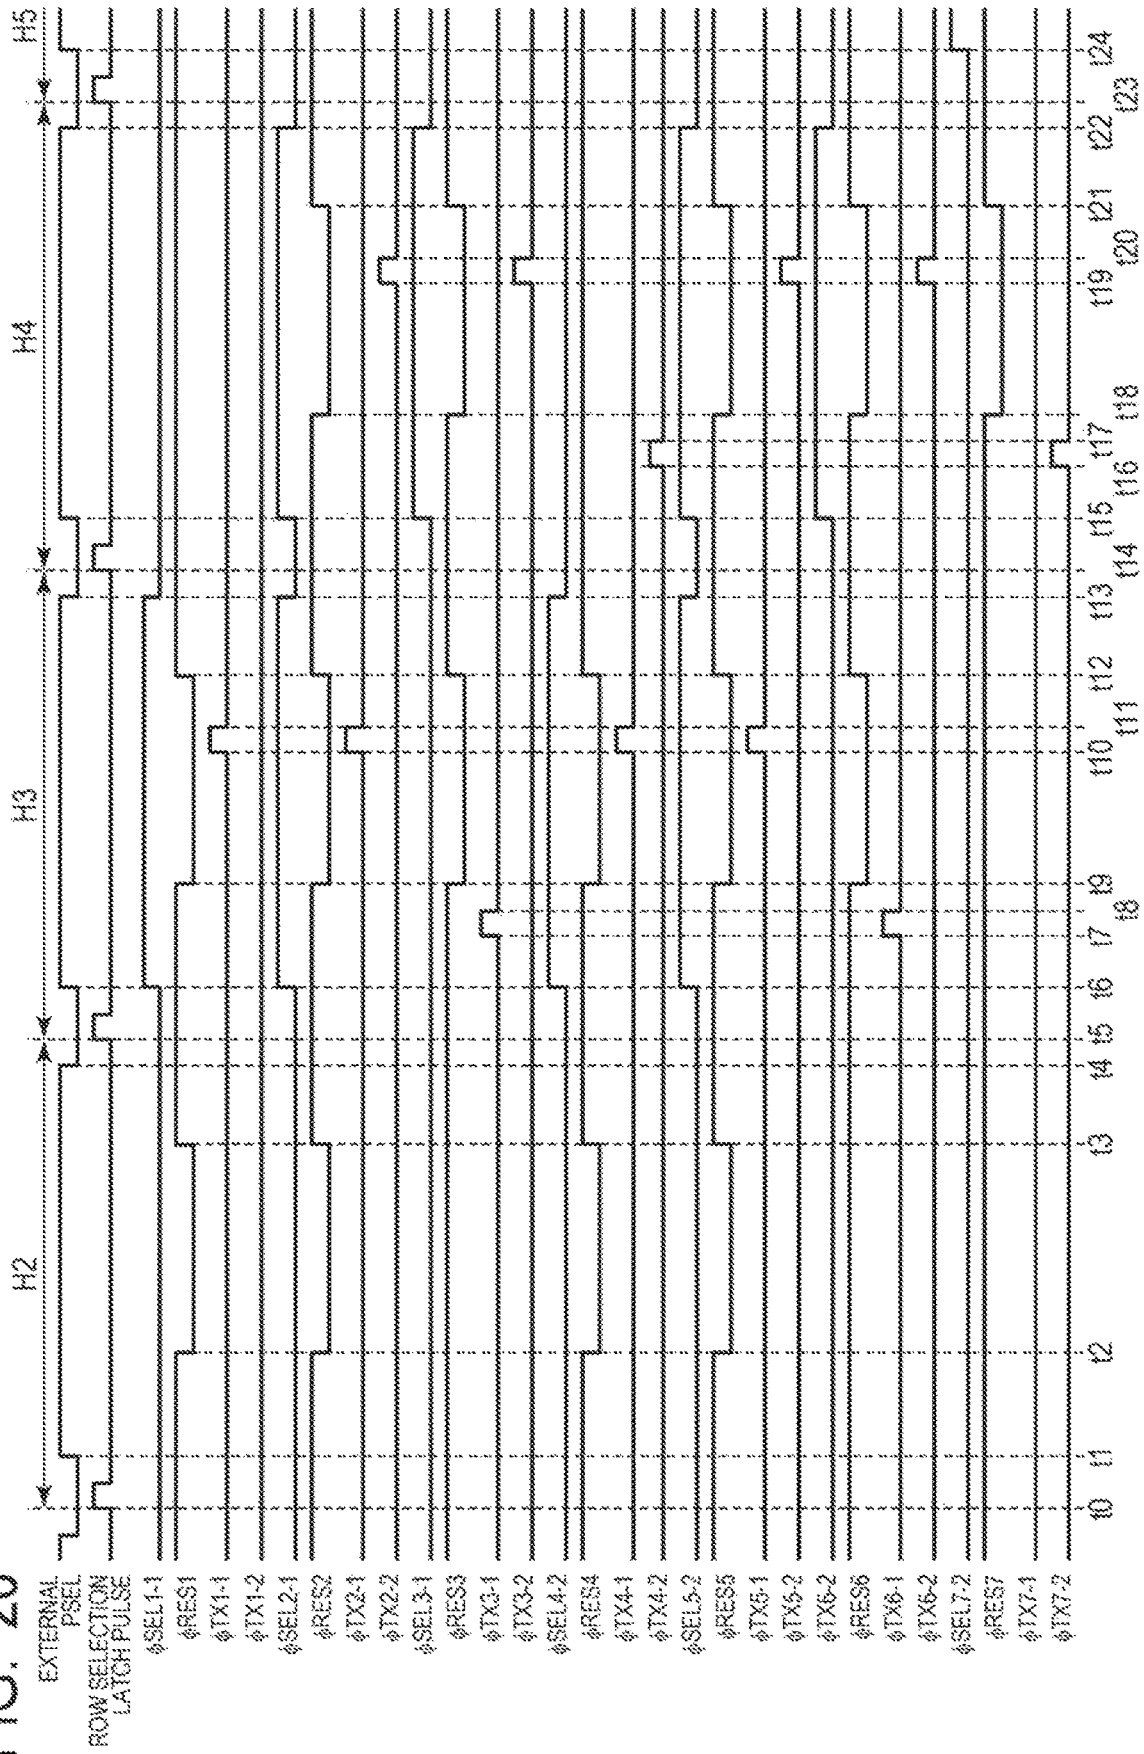 FIG.
H2 H3 H4 H5
EXTERNAL
PSEL
ROW SELECTION
LATCH PULSE
φSEL1-1
φRES1
φTX1-1
φTX1-2
φSEL2-1
φRES2
φTX2-1
φTX2-2
φSEL3-1
φRES3
φTX3-1
φTX3-2
φSEL4-2
φRES4
φTX4-1
φTX4-2
φSEL5-2
φRES5
φTX5-1
φTX5-2
φTX6-2
φRES6
φTX6-1
φTX6-2
φSEL7-2
φRES7
φTX7-1
φTX7-2
t0 t1 t2 t3 t4 t5 t6 t7 t8 t9 t10 t11 t12 t13 t14 t15 t16 t17 t18 t19 t20 t21 t22 t23 t24